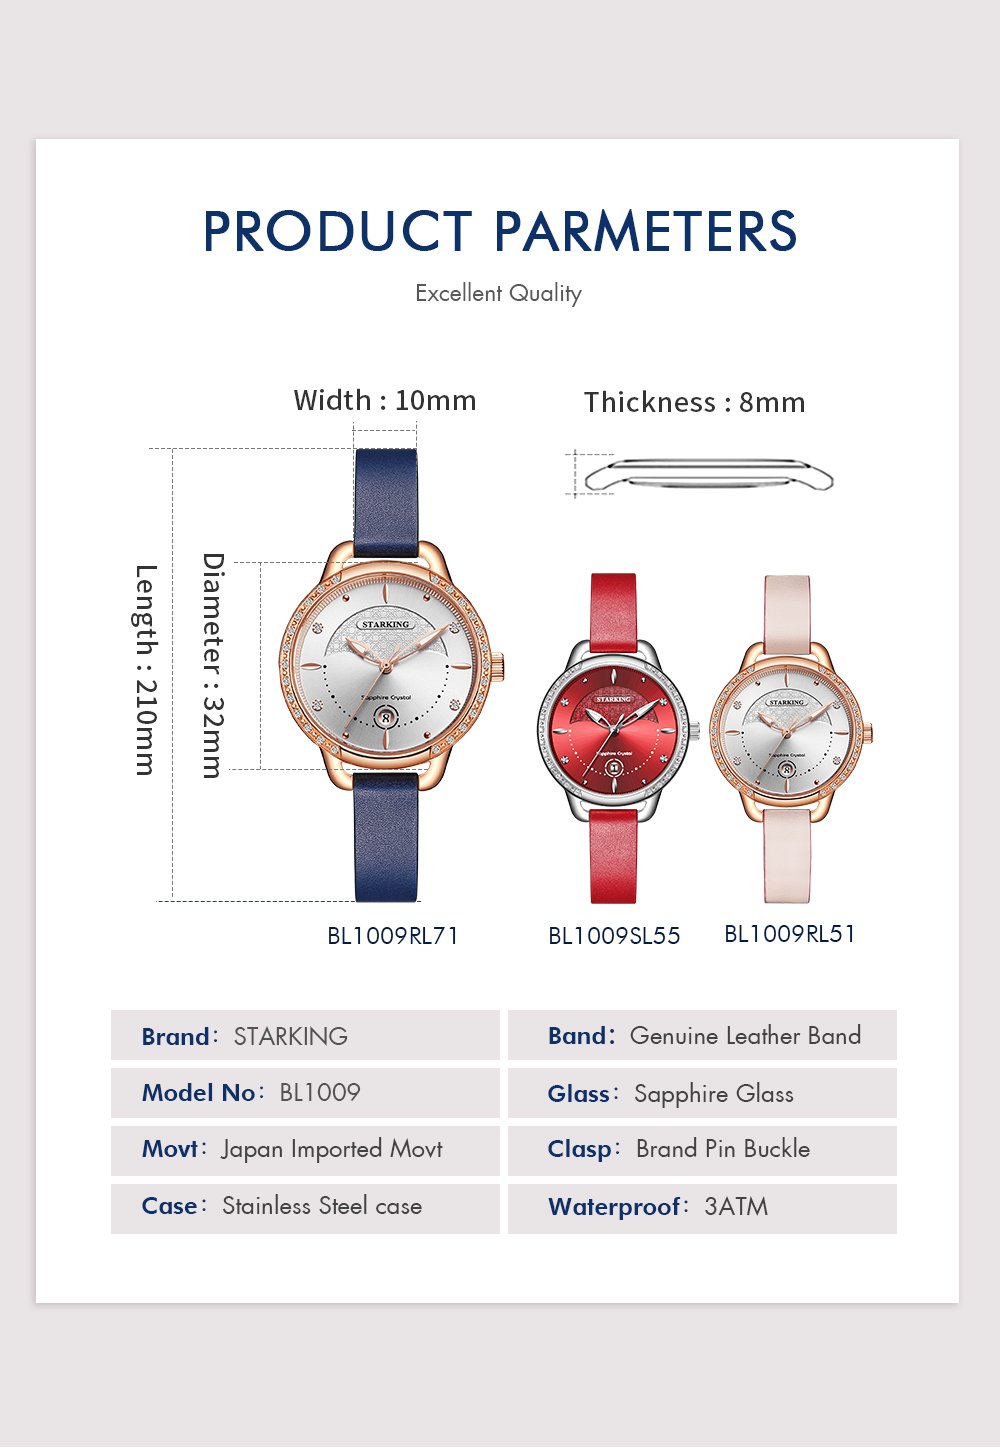 PRODUCT PARMETERS
Excellent Quality
Width : 10mm
Thickness : 8mm
Length : 210mm
Diameter : 32mm
STARKING
Sapphire Crystal
8
STARKING
Sapphire Crystal
STARKING
Sapphire Crystal
8
BL1009RL71
BL1009SL55
BL1009RL51
Brand: STARKING
Band: Genuine Leather Band
Model No: BL1009
Glass: Sapphire Glass
Movt: Japan Imported Movt
Clasp: Brand Pin Buckle
Case: Stainless Steel case
Waterproof: 3ATM